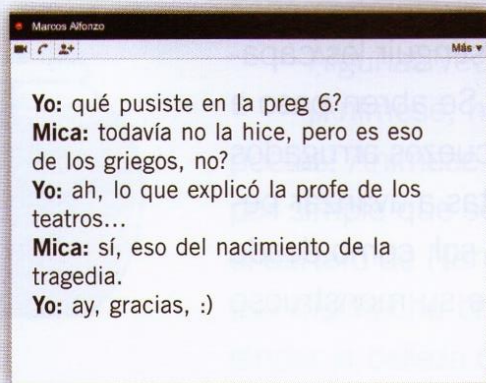 Marcos Alfonzo
Más
Yo: qué pusiste en la preg 6?
Mica: todavía no la hice, pero es eso
de los griegos, no?
Yo: ah, lo que explicó la profe de los
teatros...
Mica: sí, eso del nacimiento de la
tragedia.
Yo: ay, gracias, :)